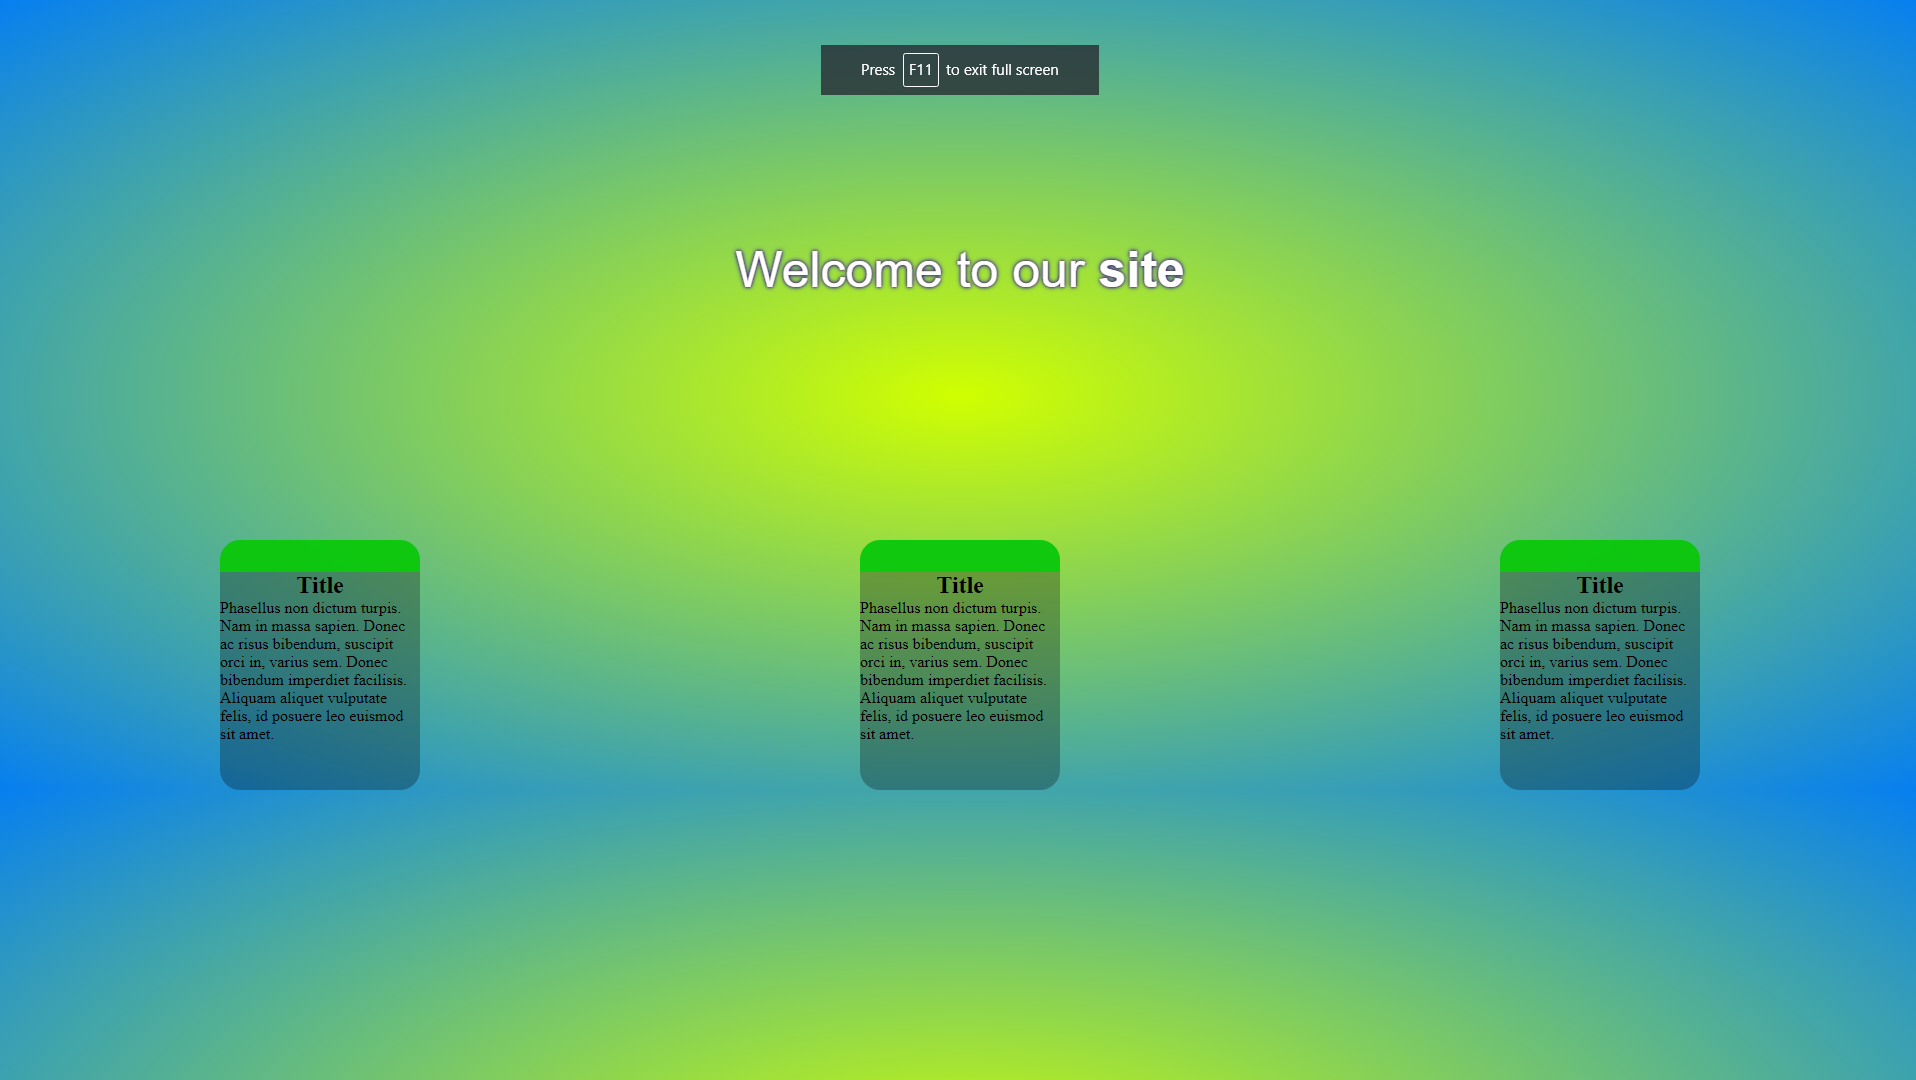 Press F11 to exit full screen
Welcome to our site
Title
Phasellus non dictum turpis.
Nam in massa sapien. Donec
ac risus bibendum, suscipit
orci in, varius sem. Donec
bibendum imperdiet facilisis.
Aliquam aliquet vulputate
felis, id posuere leo euismod
sit amet.
Title
Phasellus non dictum turpis.
Nam in massa sapien. Donec
ac risus bibendum, suscipit
orci in, varius sem. Donec
bibendum imperdiet facilisis.
Aliquam aliquet vulputate
felis, id posuere leo euismod
sit amet.
Title
Phasellus non dictum turpis.
Nam in massa sapien. Donec
ac risus bibendum, suscipit
orci in, varius sem. Donec
bibendum imperdiet facilisis.
Aliquam aliquet vulputate
felis, id posuere leo euismod
sit amet.